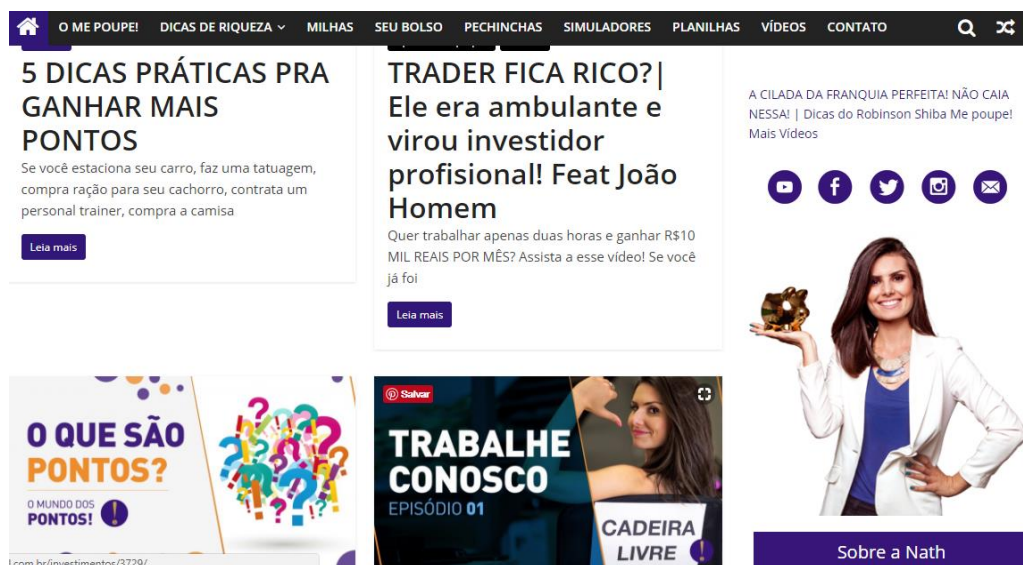 O ME POUPE! DICAS DE RIQUEZA MILHAS SEU BOLSO PECHINCHAS SIMULADORES PLANILHAS VÍDEOS CONTATO
5 DICAS PRÁTICAS PRA
GANHAR MAIS
PONTOS
Se você estaciona seu carro, faz uma tatuagem,
compra ração para seu cachorro, contrata um
personal trainer, compra a camisa
Leia mais
TRADER FICA RICO?|
Ele era ambulante e
virou investidor
profisional! Feat João
Homem
Quer trabalhar apenas duas horas e ganhar R$10
MIL REAIS POR MÊS? Assista a esse vídeo! Se você
já foi
Leia mais
A CILADA DA FRANQUIA PERFEITA! NÃO CAIA
NESSA! | Dicas do Robinson Shiba Me poupe!
Mais Vídeos
O QUE SÃO
PONTOS?
O MUNDO DOS
PONTOS!
Salvar
TRABALHE
CONOSCO
EPISÓDIO 01
CADEIRA
LIVRE
Sobre a Nath
.com.br/investimentos/3729/